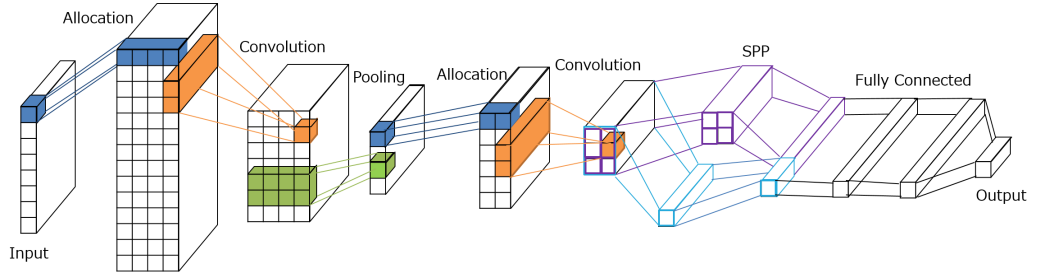 Allocation
Convolution
Pooling
Allocation
Convolution
SPP
Fully Connected
Input
Output